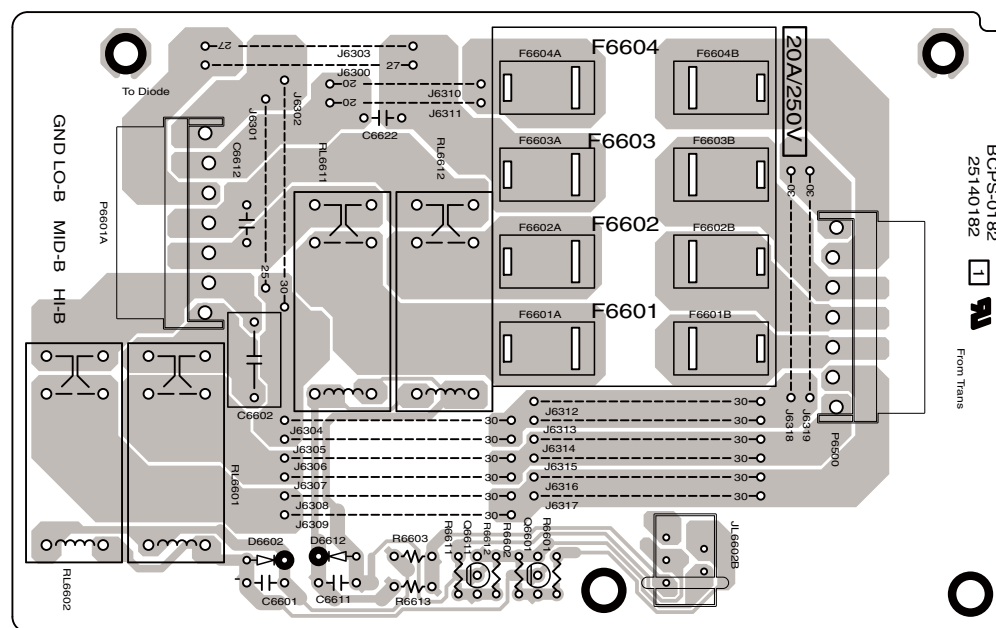 27
J6303
27
J6300
To Diode
20
J6310
20
J6311
J6302
J6301
C6622
C6612
RL6611
RL6612
GND LO-B MID-B HI-B
P6601A
25
30
F6604A
F6604
F6604B
20A/250V
F6603A
F6603
F6603B
F6602A
F6602
F6602B
F6601A
F6601
F6601B
30
30
BCPS-0182
25140182
1
From Trans
P6500
J6318
J6319
C6602
30
J6312
J6304
30
30
J6313
J6305
30
30
J6314
J6306
30
30
J6315
J6307
30
30
J6316
J6308
30
30
J6317
J6309
30
RL6601
RL6602
D6602
D6612
C6601
C6611
R6603
R6613
R6611
Q6611
R6612
R6602
Q6601
R6601
JL6602B